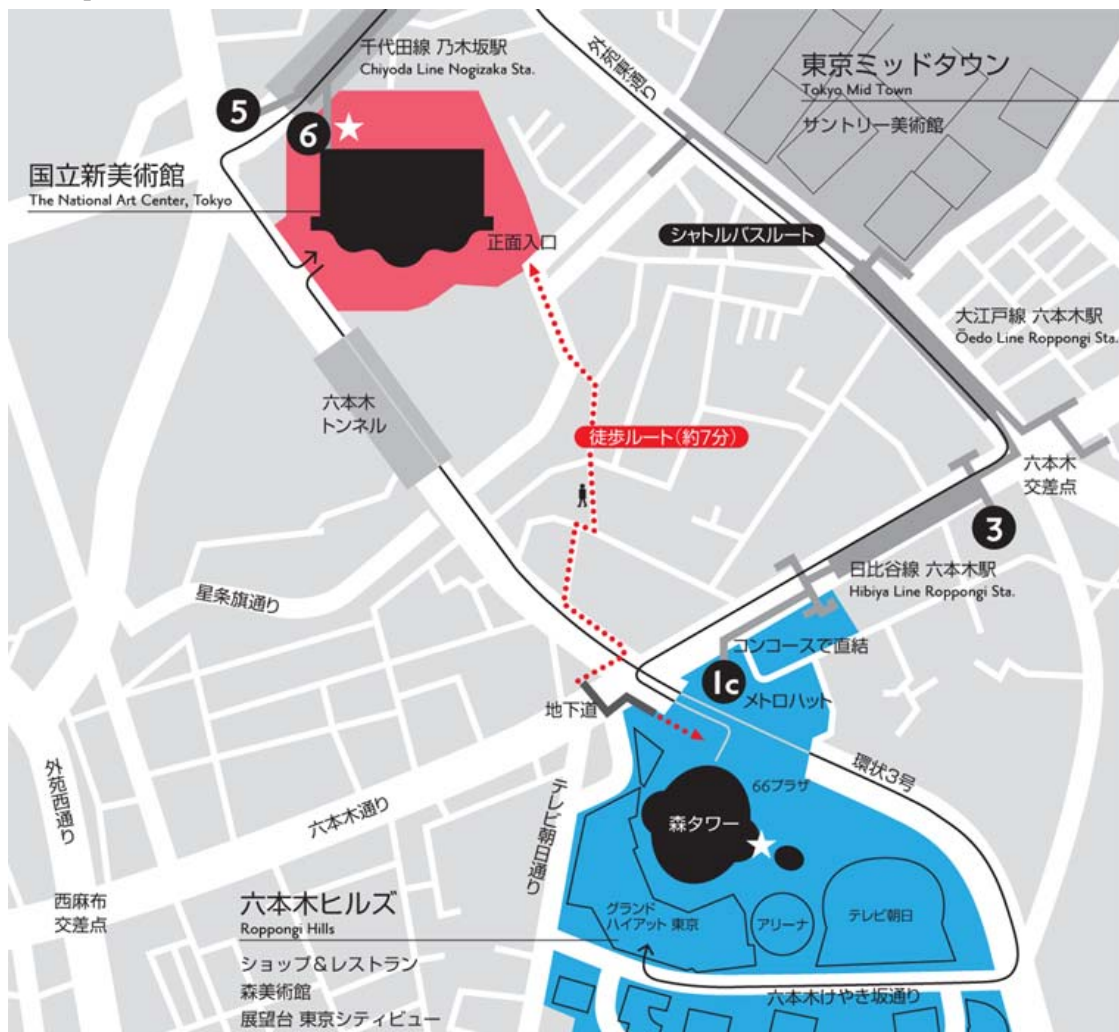 千代田線 乃木坂駅
Chiyoda Line Nogizaka Sta.
外苑東通り
東京ミッドタウン
Tokyo Mid Town
サントリー美術館
5
6
国立新美術館
The National Art Center, Tokyo
正面入口
シャトルバスルート
大江戸線 六本木駅
Ōedo Line Roppongi Sta.
六本木
トンネル
徒歩ルート(約7分)
六本木
交差点
3
日比谷線 六本木駅
Hibiya Line Roppongi Sta.
星条旗通り
コンコースで直結
1c
メトロハット
地下道
外苑西通り
六本木通り
テレビ朝日通り
環状3号
66プラザ
森タワー
西麻布
交差点
六本木ヒルズ
Roppongi Hills
ショップ&レストラン
森美術館
展望台 東京シティビュー
グランド
ハイアット 東京
アリーナ
テレビ朝日
六本木けやき坂通り